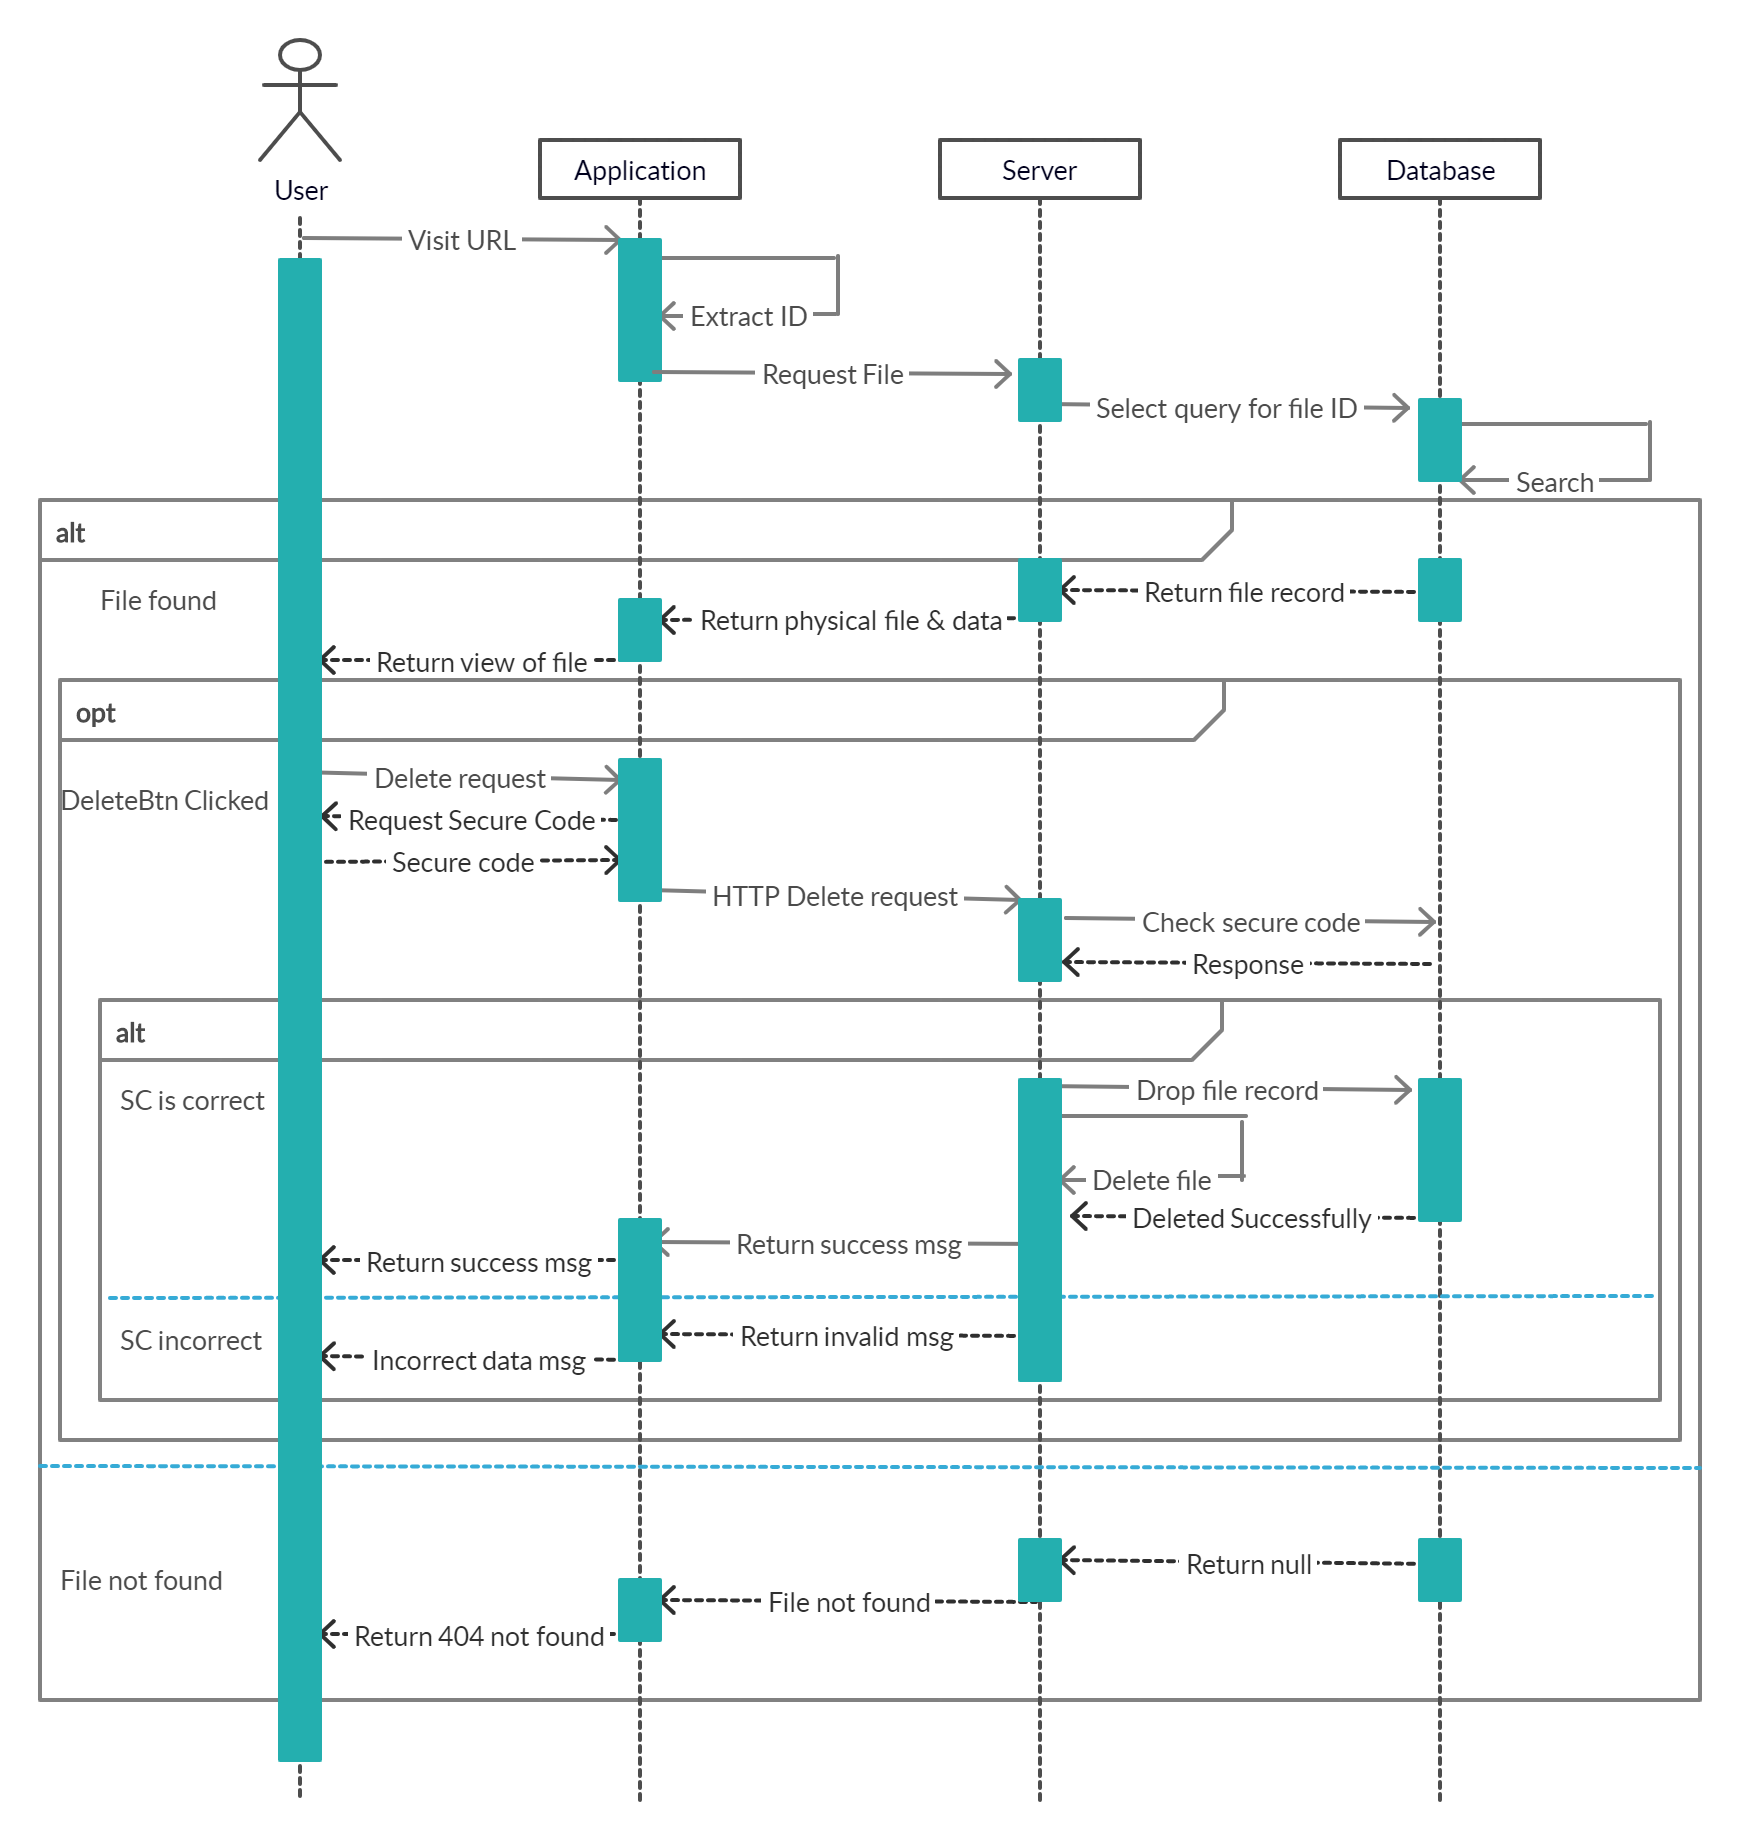 User
Application
Server
Database
Visit URL
Extract ID
Request File
Select query for file ID
Search
alt
File found
Return file record
Return physical file & data
Return view of file
opt
DeleteBtn Clicked
Delete request
Request Secure Code
Secure code
HTTP Delete request
Check secure code
Response
alt
SC is correct
Drop file record
Delete file
Deleted Successfully
Return success msg
Return success msg
SC incorrect
Return invalid msg
Incorrect data msg
File not found
Return null
File not found
Return 404 not found